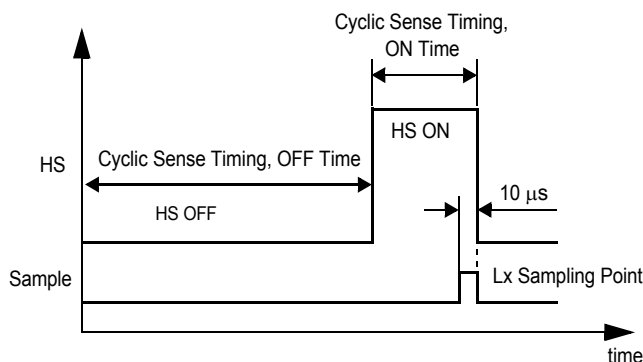 Cyclic Sense Timing,
ON Time
HS ON
HS
Cyclic Sense Timing, OFF Time
10 μs
HS OFF
Sample
Lx Sampling Point
time